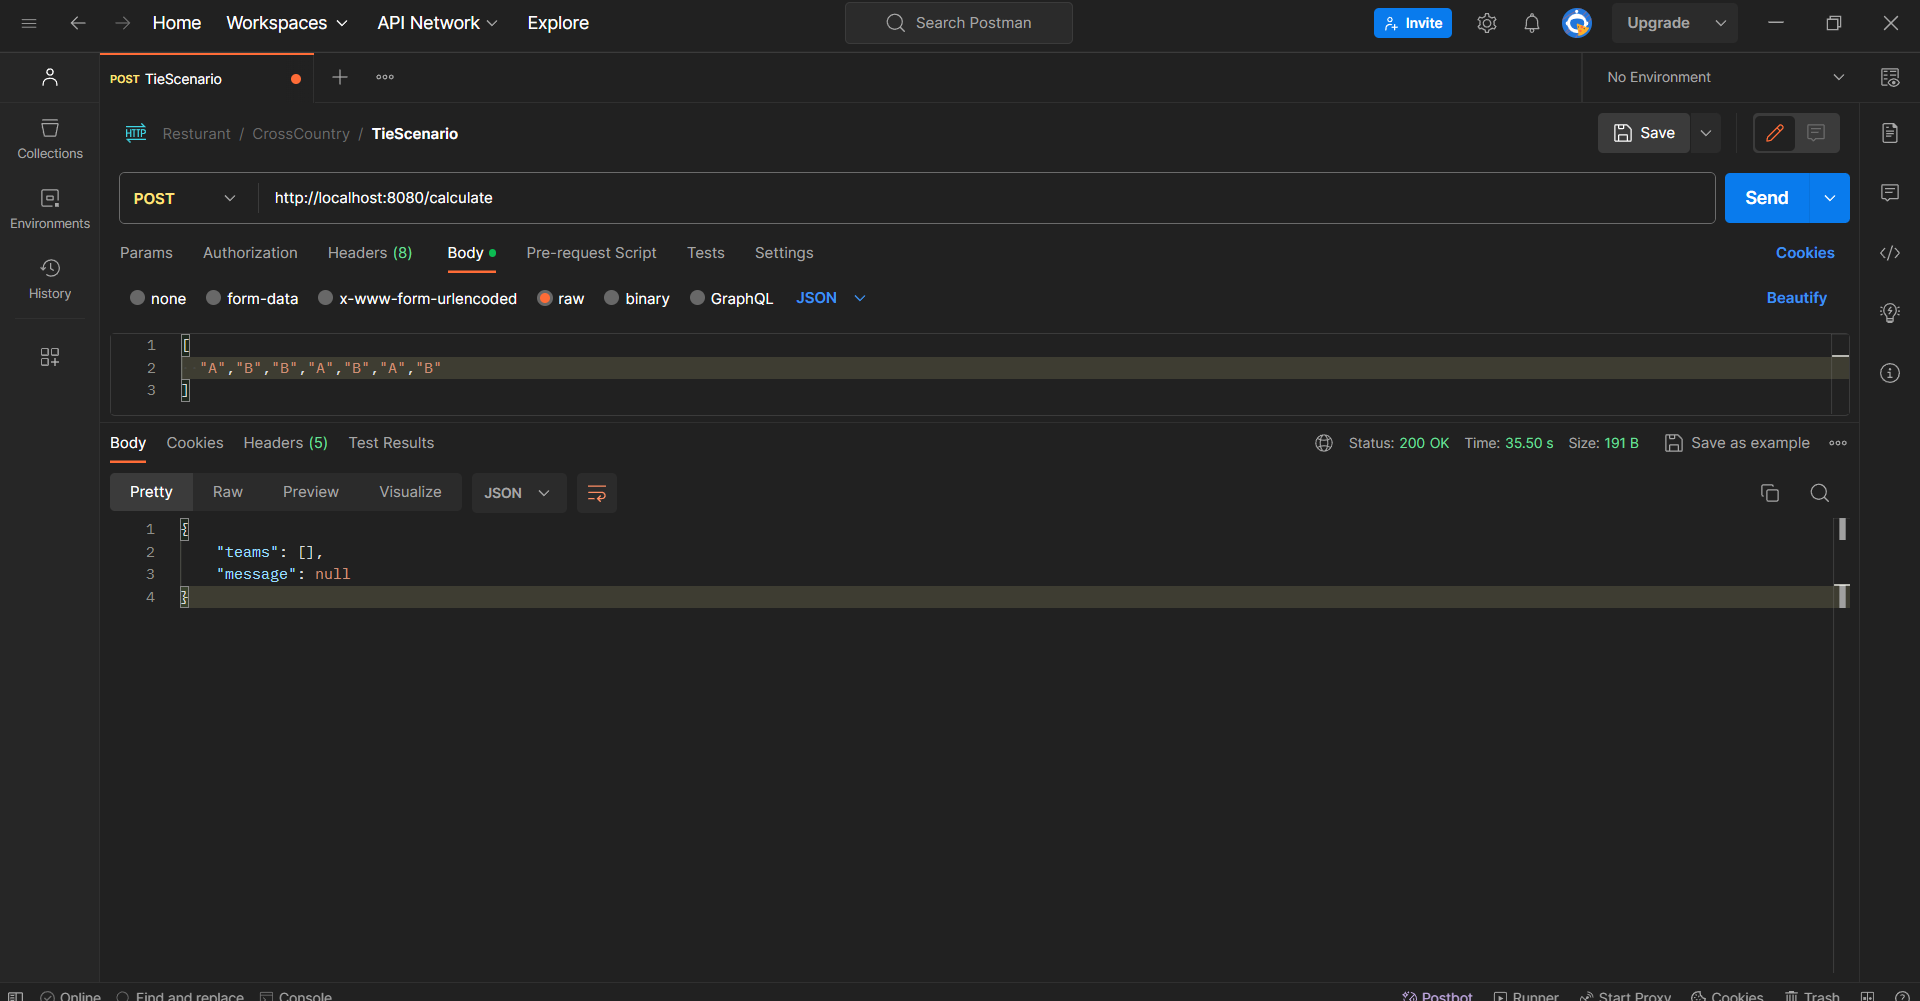 Home Workspaces API Network Explore Search Postman Invite Upgrade
POST TieScenario No Environment
HTTP Resturant / CrossCountry / TieScenario Save
Collections
POST http://localhost:8080/calculate Send
Environments
Params Authorization Headers (8) Body Pre-request Script Tests Settings Cookies
History
none form-data x-www-form-urlencoded raw binary GraphQL JSON Beautify
1 [
2 "A","B","B","A","B","A","B"
3 ]
Body Cookies Headers (5) Test Results Status: 200 OK Time: 35.50 s Size: 191 B Save as example
Pretty Raw Preview Visualize JSON
1 {
2 "teams": [],
3 "message": null
4 }
Online Find and replace Console Postbot Runner Start Proxy Cookies Trash